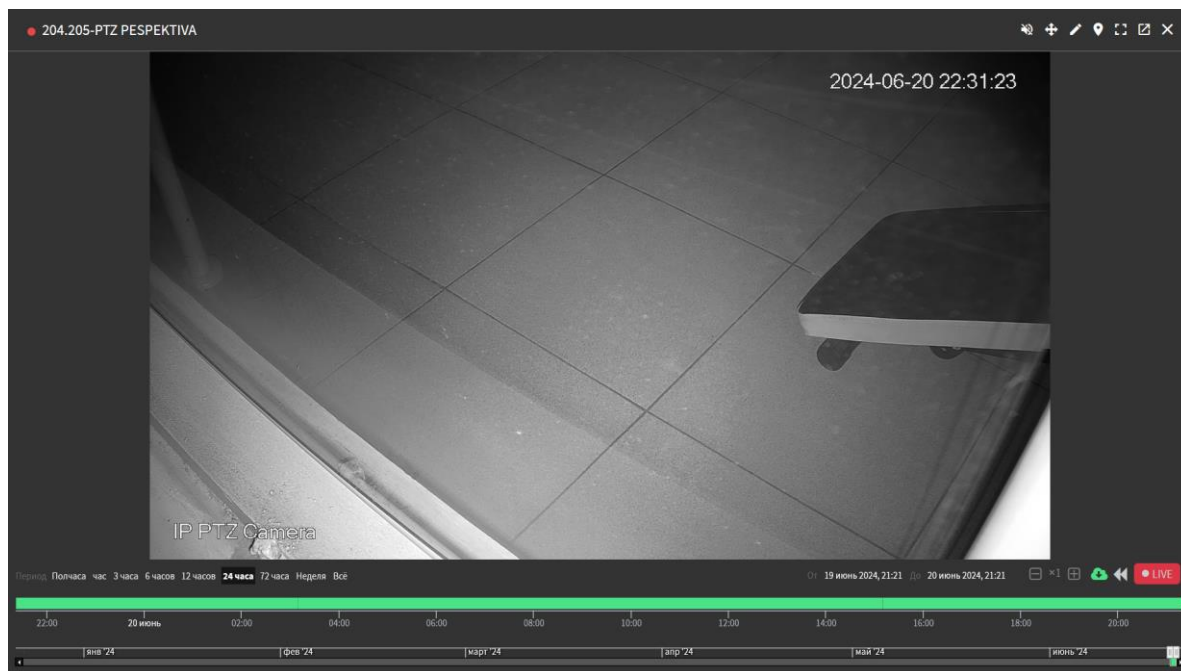 204.205-PTZ PESPEKTIVA
2024-06-20 22:31:23
IP PTZ Camera
Период Полчаса час 3 часа 6 часов 12 часов 24 часа 72 часа Неделя Всё От 19 июнь 2024, 21:21 До 20 июнь 2024, 21:21 ×1 LIVE
22:00 20 июнь 02:00 04:00 06:00 08:00 10:00 12:00 14:00 16:00 18:00 20:00
янв '24 фев '24 март '24 апр '24 май '24 июнь '24